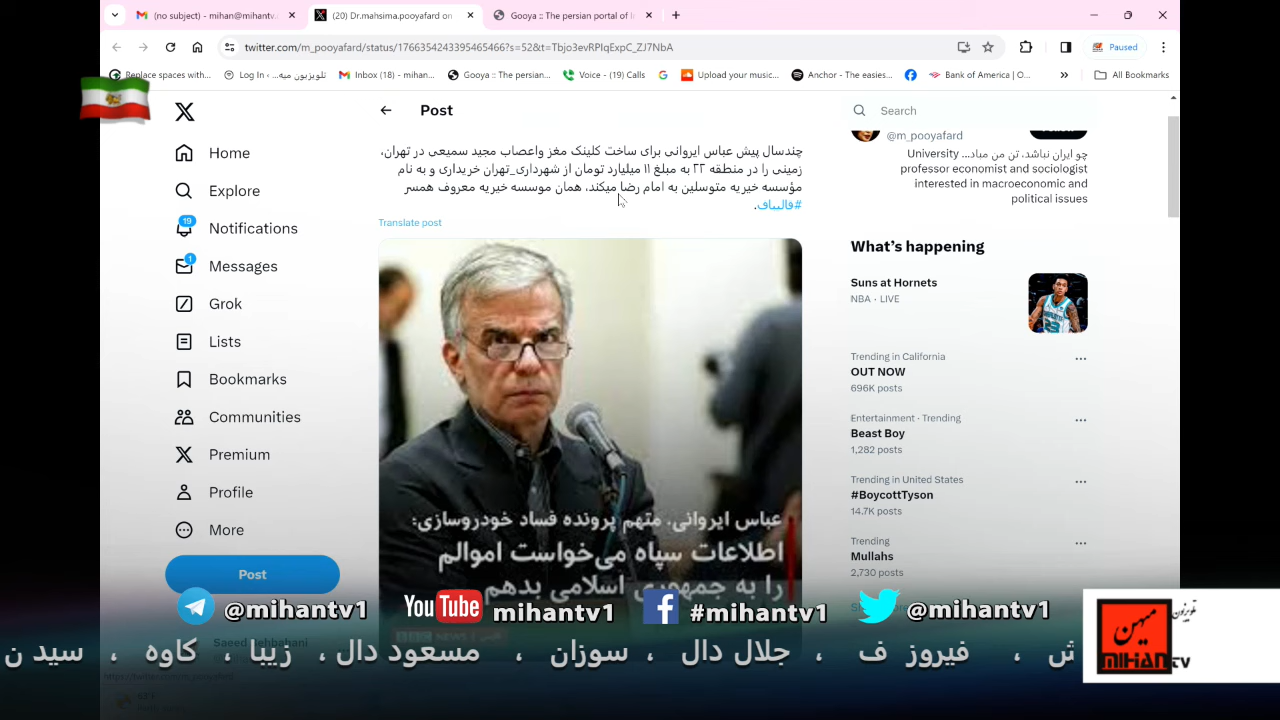 (no subject) - mihan@mihantv.
(20) Dr.mahsima.pooyafard on
Gooya :: The persian portal of I
twitter.com/m_pooyafard/status/1766354243395465466?s=52&t=Tbjo3evRPIqExpC_ZJ7NbA
Paused
Replace spaces with...
Log In ‹ تلویزیون میه...
Inbox (18) - mihan...
Gooya :: The persian...
Voice - (19) Calls
Upload your music...
Anchor - The easies...
Bank of America | O...
All Bookmarks
Home
Explore
19
Notifications
1
Messages
Grok
Lists
Bookmarks
Communities
Premium
Profile
More
Post
Post
چندسال پیش عباس ایروانی برای ساخت کلینک مغز واعصاب مجید سمیعی در تهران،
زمینی را در منطقه ۲۲ به مبلغ ۱۱ میلیارد تومان از شهرداری_تهران خریداری و به نام
مؤسسه خیریه متوسلین به امام رضا میکند، همان موسسه خیریه معروف همسر
#قالیباف.
Translate post
عباس ایروانی، متهم پرونده فساد خودروسازی:
اطلاعات سپاه می‌خواست اموالم
را به جمهوری اسلامی بدهم
BBC NEWS | فارسی
Search
@m_pooyafard
چو ایران نباشد، تن من مباد... University
professor economist and sociologist
interested in macroeconomic and
political issues
What's happening
Suns at Hornets
NBA · LIVE
Trending in California
OUT NOW
696K posts
Entertainment · Trending
Beast Boy
1,282 posts
Trending in United States
#BoycottTyson
14.7K posts
Trending
Mullahs
2,730 posts
Saeed Rehbahani
@mihantv1
YouTube mihantv1
#mihantv1
@mihantv1
ش ، فیروز ف ، جلال دال ، سوزان ، مسعود دال ، زیبا ، کاوه ، سید ن
تلویزیون
میهن
MIHAN TV